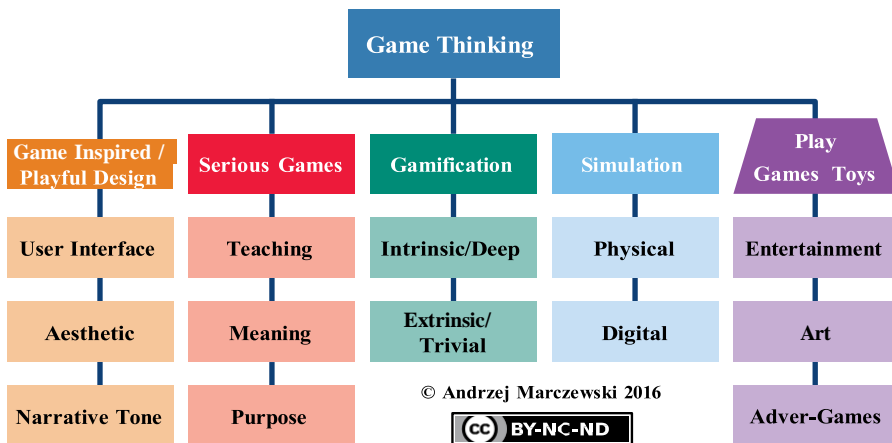 Game Thinking
Game Inspired /
Playful Design
Serious Games
Gamification
Simulation
Play
Games Toys
User Interface
Teaching
Intrinsic/Deep
Physical
Entertainment
Aesthetic
Meaning
Extrinsic/
Trivial
Digital
Art
Narrative Tone
Purpose
© Andrzej Marczewski 2016
Adver-Games
cc BY-NC-ND